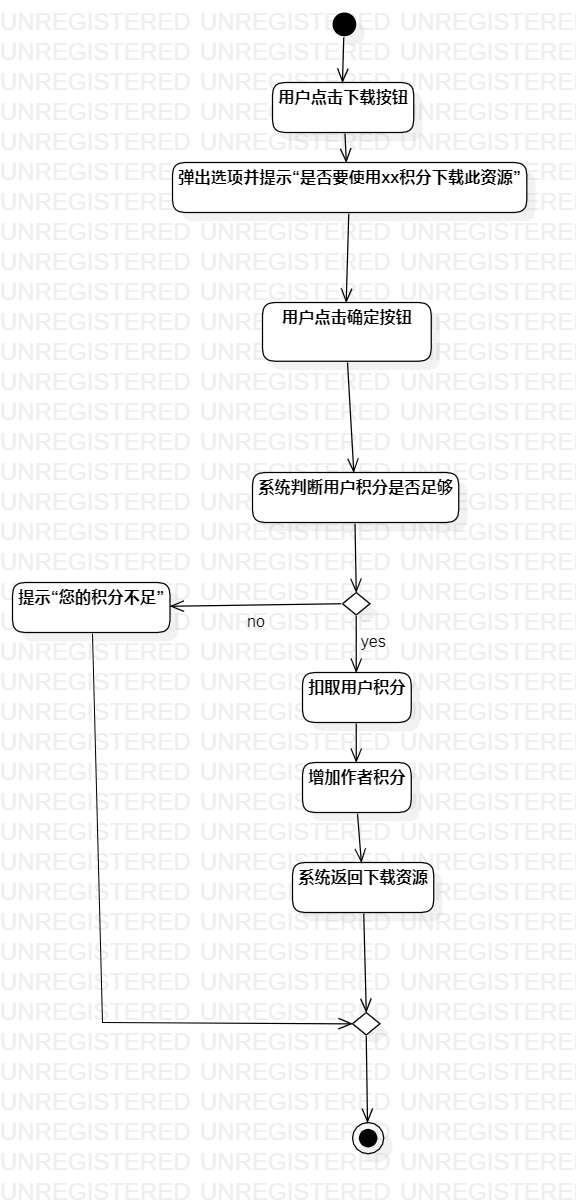 用户点击下载按钮
弹出选项并提示“是否要使用xx积分下载此资源”
用户点击确定按钮
系统判断用户积分是否足够
提示“您的积分不足”
no
yes
扣取用户积分
增加作者积分
系统返回下载资源